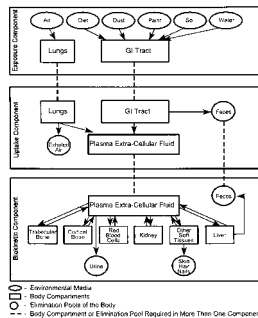 Air
Diet
Dust
Paint
Soil
Water
Exposure Component
Lungs
GI Tract
Uptake Component
Lungs
GI Tract
Feces
Exhaled
Air
Plasma Extra-Cellular Fluid
Biokinetic Component
Plasma Extra-Cellular Fluid
Feces
Trabecular
Bone
Cortical
Bone
Red
Blood
Cells
Kidney
Other
Soft
Tissues
Liver
Urine
Skin
Hair
Nails
- Environmental Media
- Body Compartments
- Elimination Pools of the Body
- Body Compartment or Elimination Pool Required in More Than One Component